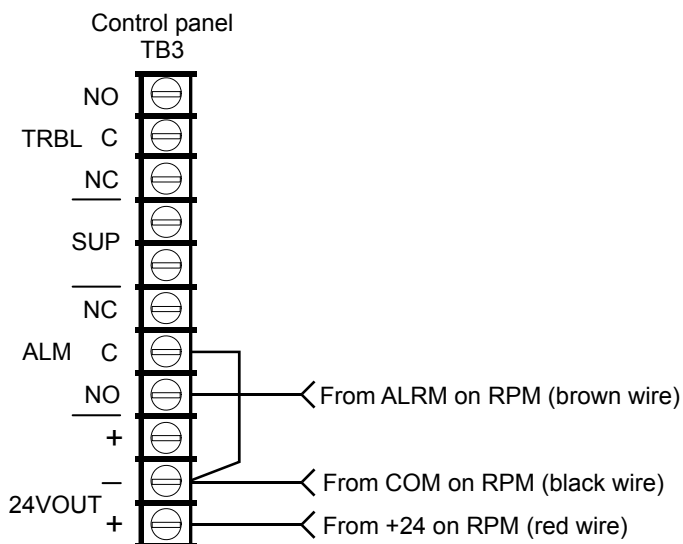 Control panel
TB3
NO
TRBL C
NC
SUP
NC
ALM C
NO From ALRM on RPM (brown wire)
+
– From COM on RPM (black wire)
24VOUT
+ From +24 on RPM (red wire)